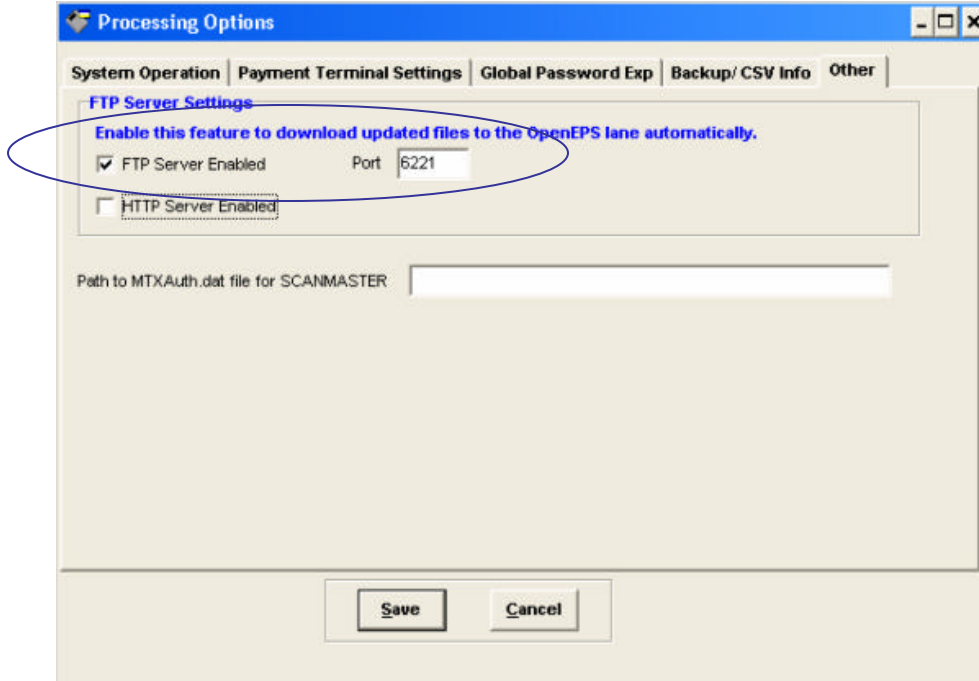 Processing Options
System Operation Payment Terminal Settings Global Password Exp Backup/ CSV Info Other
FTP Server Settings
Enable this feature to download updated files to the OpenEPS lane automatically.
FTP Server Enabled Port 6221
HTTP Server Enabled
Path to MTXAuth.dat file for SCANMASTER
Save Cancel